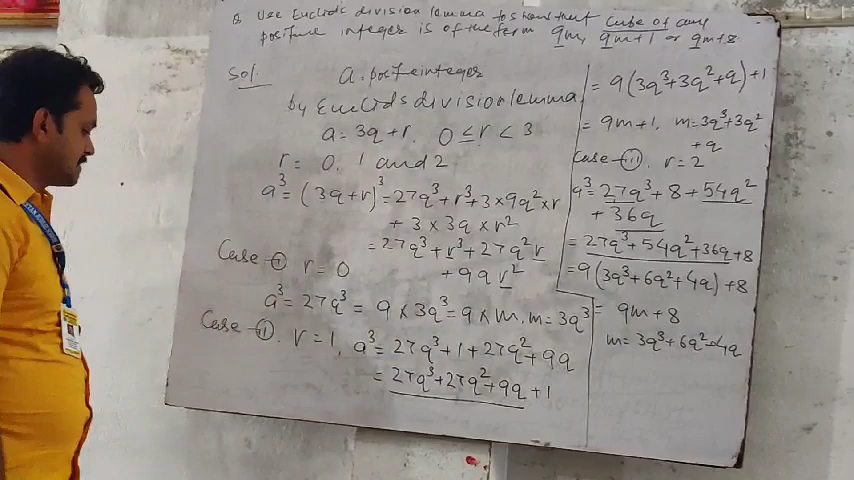 Q Use Euclid's division lemma to show that cube of any
positive integer is of the form 9m, 9m+1 or 9m+8
Sol.
a. positive integer
by Euclids division lemma
a = 3q+r, 0 ≤ r < 3
r = 0, 1 and 2
a³ = (3q+r)³ = 27q³+r³+3×9q²×r
+ 3×3q×r²
= 27q³+r³+27q²r
+9qr²
Case-① r=0
a³ = 27q³ = 9×3q³ = 9×m, m=3q³
Case-⑪. r=1, a³ = 27q³+1+27q²+9q
= 27q³+27q²+9q+1
= 9(3q³+3q²+q)+1
= 9m+1, m=3q³+3q²
+q
Case-⑪⑪. r=2
a³ = 27q³+8+54q²
+36q
= 27q³+54q²+36q+8
= 9(3q³+6q²+4q)+8
= 9m+8
m=3q³+6q²+4q